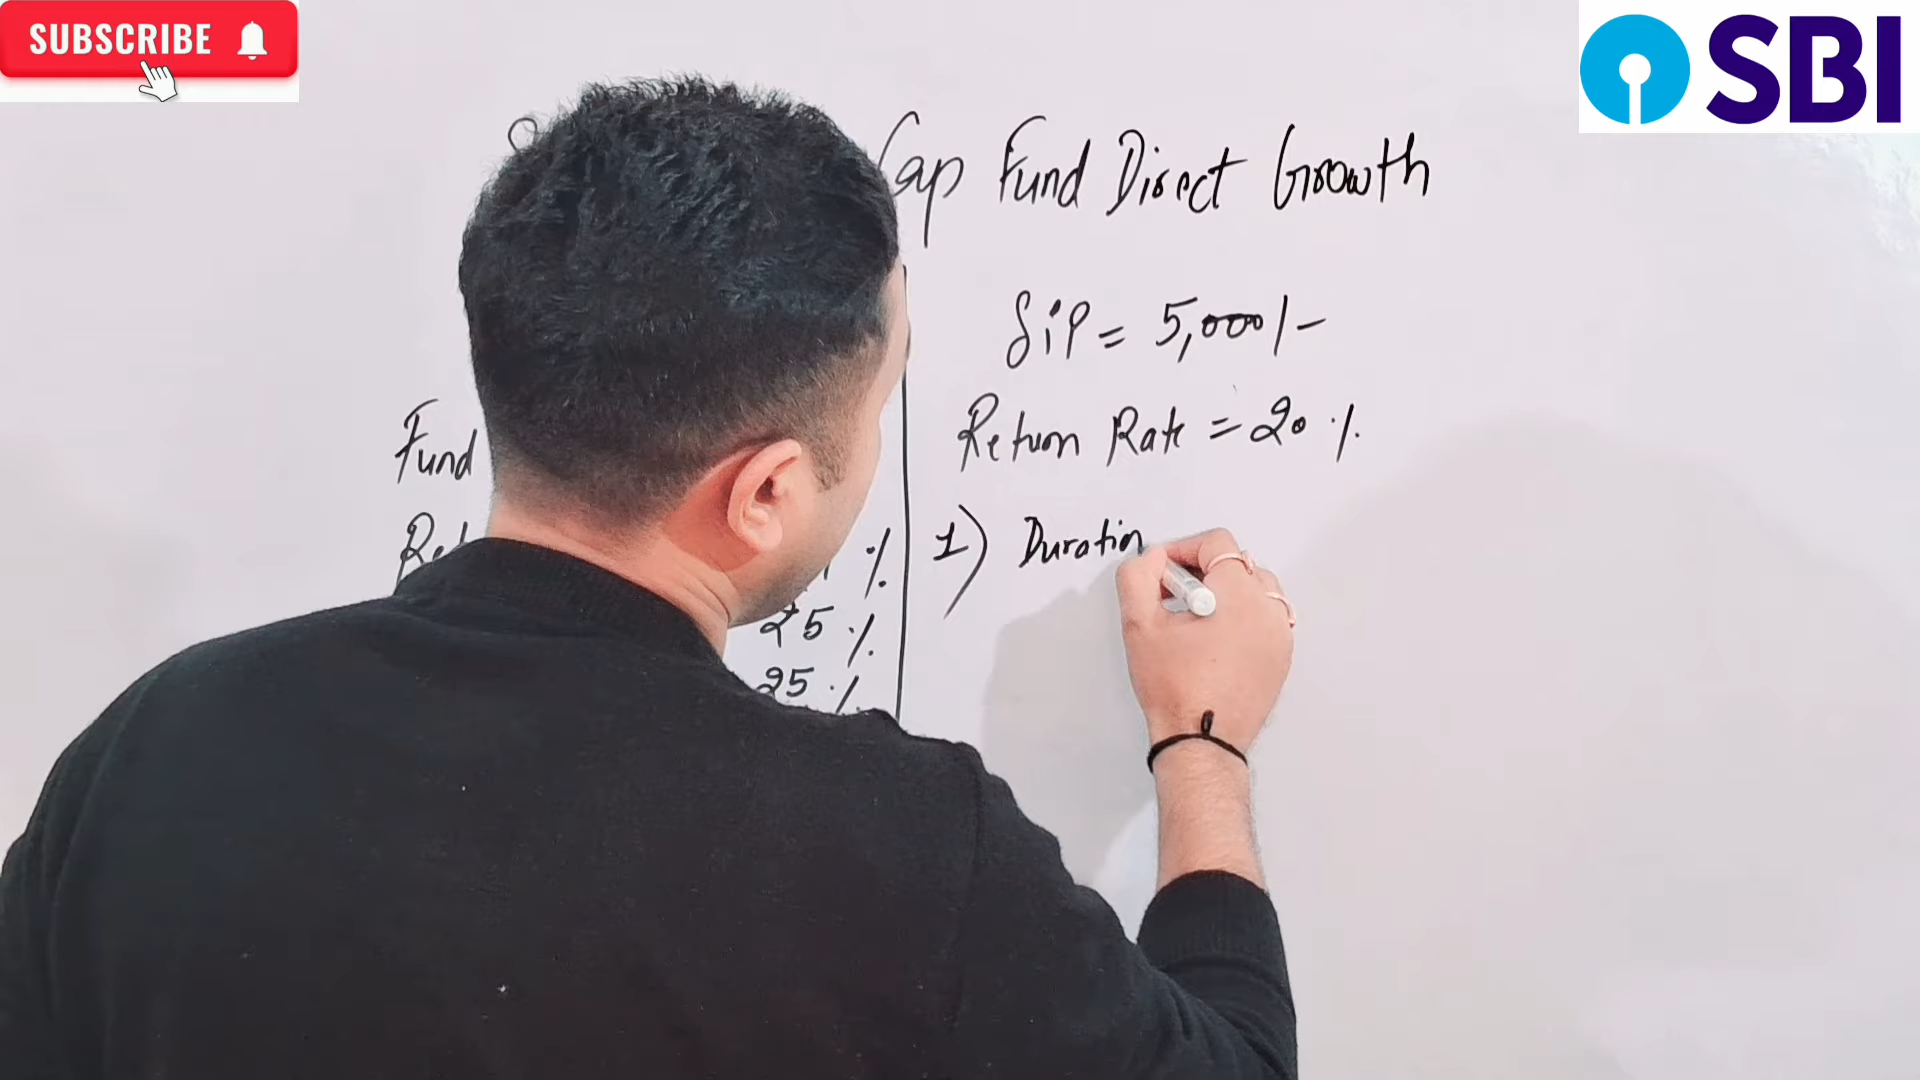 SUBSCRIBE
SBI
Cap Fund Direct Growth
SIP = 5,000/-
Return Rate = 20 %
Fund
1) Duration
%
25 %
25 %